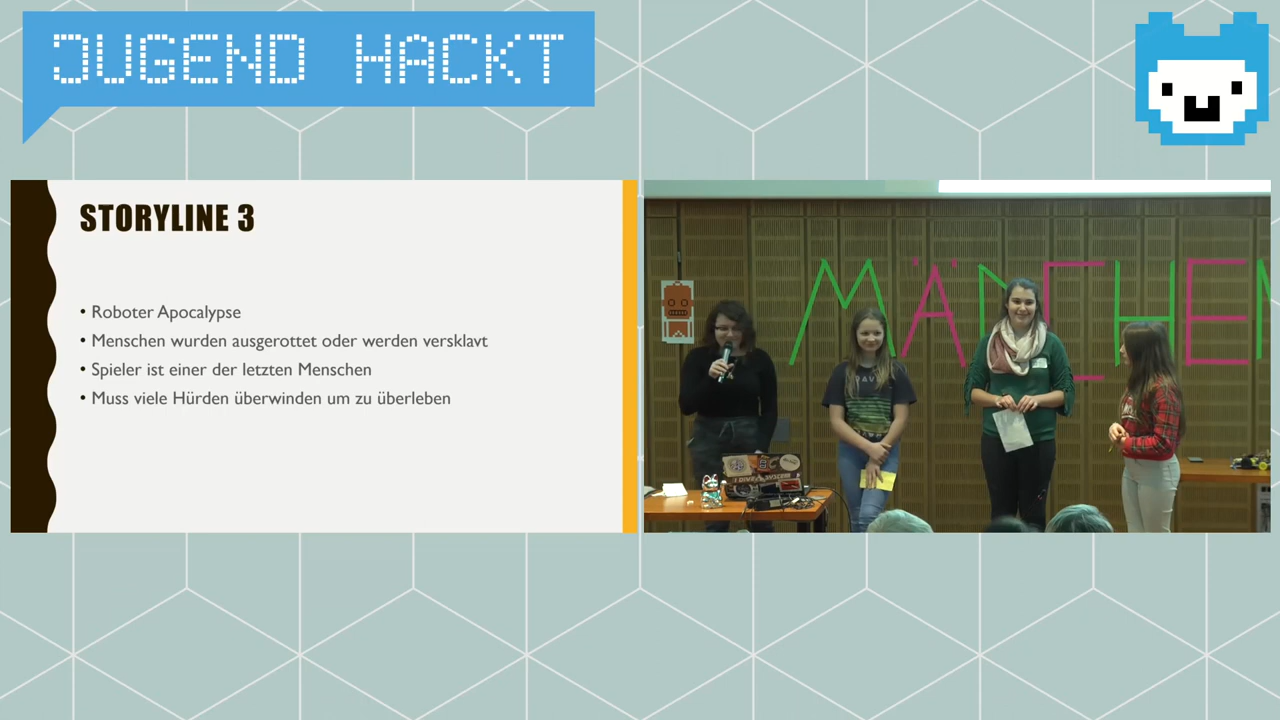 JUGEND HACKT
STORYLINE 3
• Roboter Apocalypse
• Menschen wurden ausgerottet oder werden versklavt
• Spieler ist einer der letzten Menschen
• Muss viele Hürden überwinden um zu überleben
MÄDCHEN